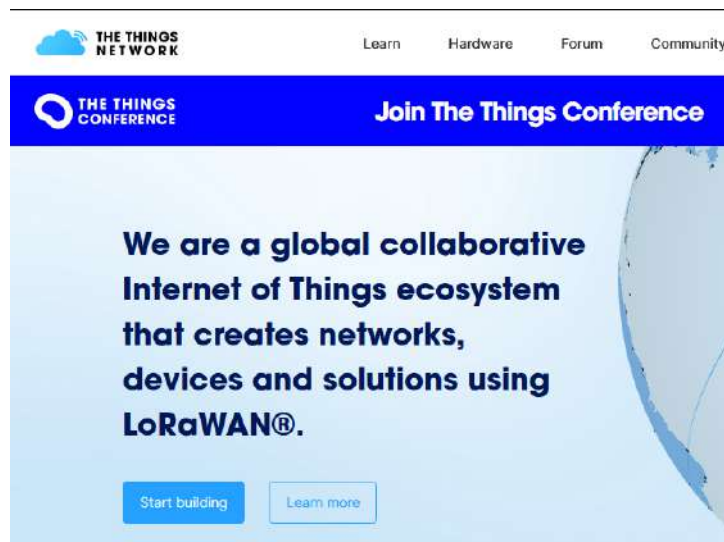 THE THINGS
NETWORK
Learn Hardware Forum Community
THE THINGS
CONFERENCE
Join The Things Conference
We are a global collaborative
Internet of Things ecosystem
that creates networks,
devices and solutions using
LoRaWAN®.
Start building Learn more